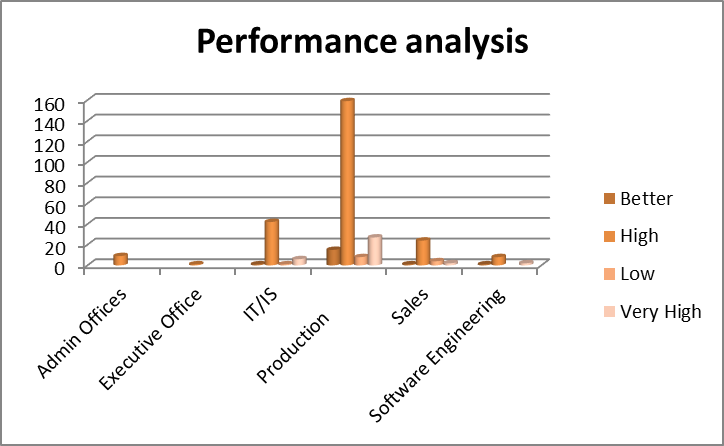 Performance analysis
160
140
120
100
80
60
40
20
0
Admin Offices
Executive Office
IT/IS
Production
Sales
Software Engineering
Better
High
Low
Very High